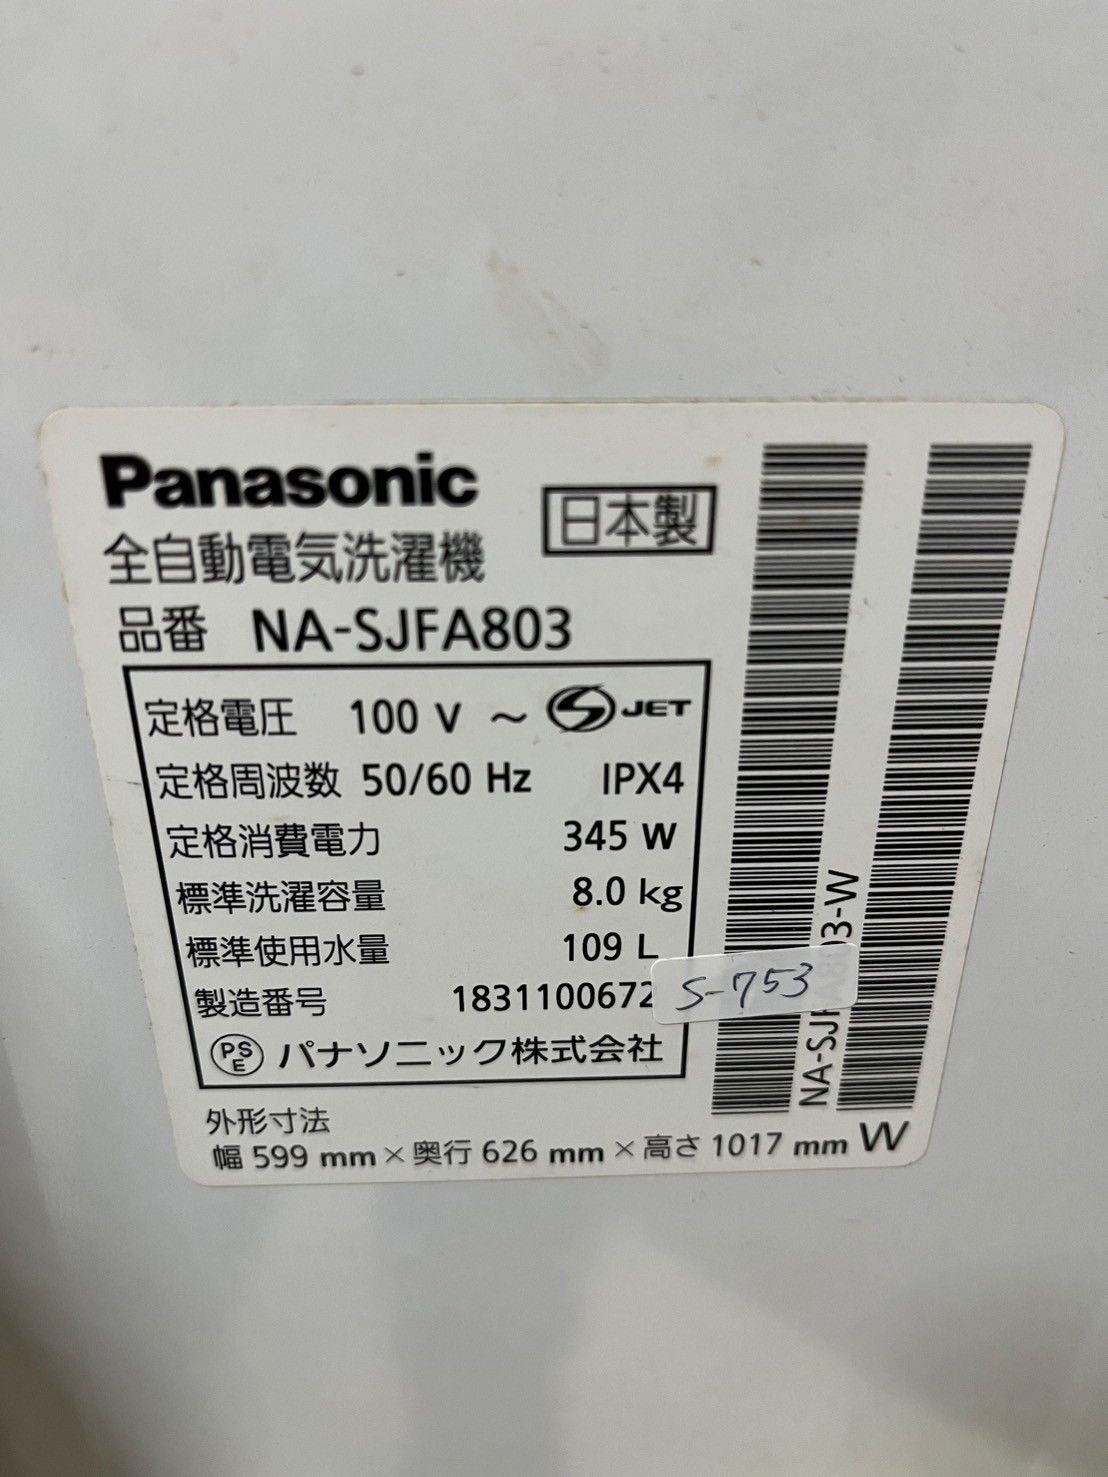 Panasonic
日本製
全自動電気洗濯機
品番 NA-SJFA803
定格電圧 100 V ~ S JET
定格周波数 50/60 Hz IPX4
定格消費電力 345 W
標準洗濯容量 8.0 kg
標準使用水量 109 L
製造番号 1831100672
S-753
PSE パナソニック株式会社
外形寸法
幅 599 mm × 奥行 626 mm × 高さ 1017 mm W
NA-SJFA803-W